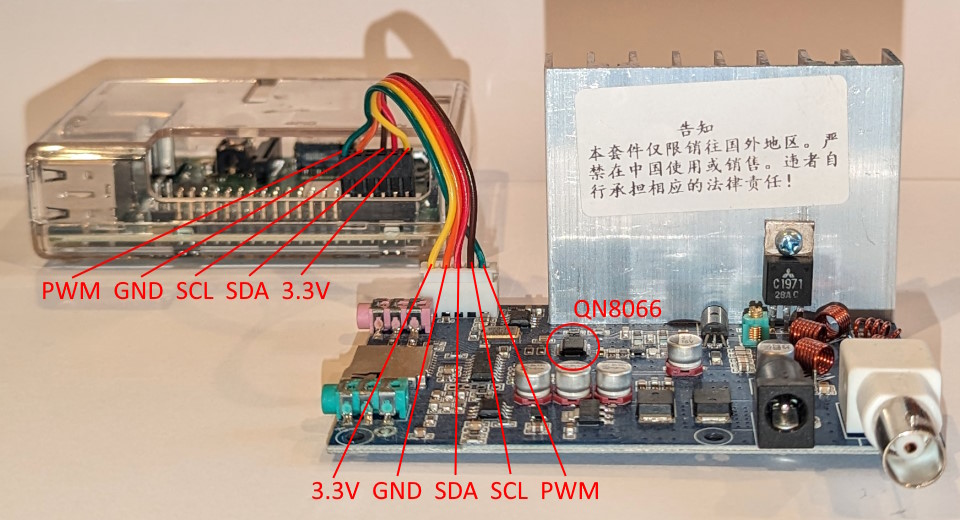 告知
本套件仅限销往国外地区。严
禁在中国使用或销售。违者自
行承担相应的法律责任！
C1971
28A C
QN8066
PWM GND SCL SDA 3.3V
3.3V GND SDA SCL PWM